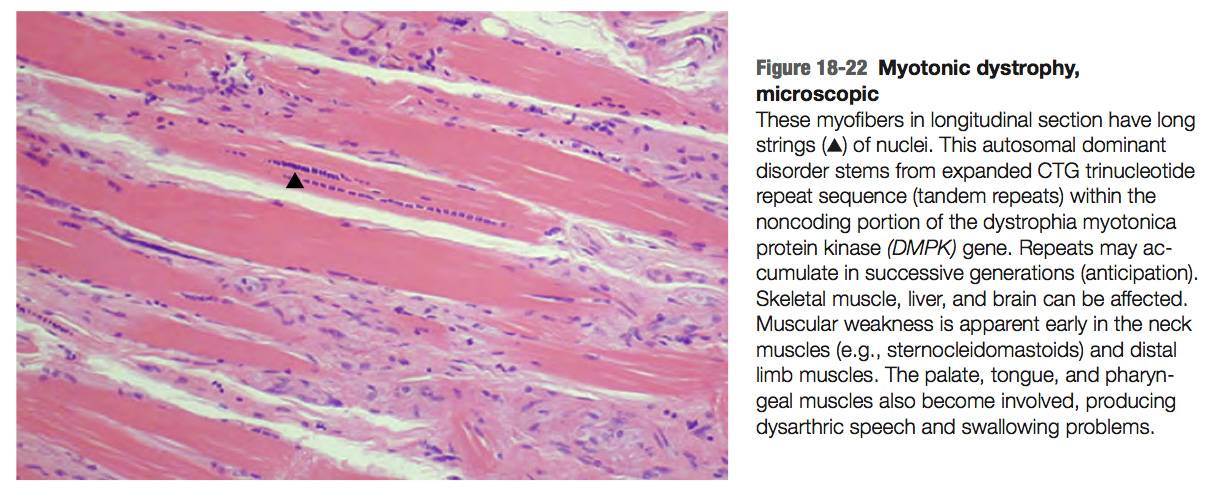 Figure 18-22 Myotonic dystrophy,
microscopic
These myofibers in longitudinal section have long
strings (▲) of nuclei. This autosomal dominant
disorder stems from expanded CTG trinucleotide
repeat sequence (tandem repeats) within the
noncoding portion of the dystrophia myotonica
protein kinase (DMPK) gene. Repeats may ac-
cumulate in successive generations (anticipation).
Skeletal muscle, liver, and brain can be affected.
Muscular weakness is apparent early in the neck
muscles (e.g., sternocleidomastoids) and distal
limb muscles. The palate, tongue, and pharyn-
geal muscles also become involved, producing
dysarthric speech and swallowing problems.